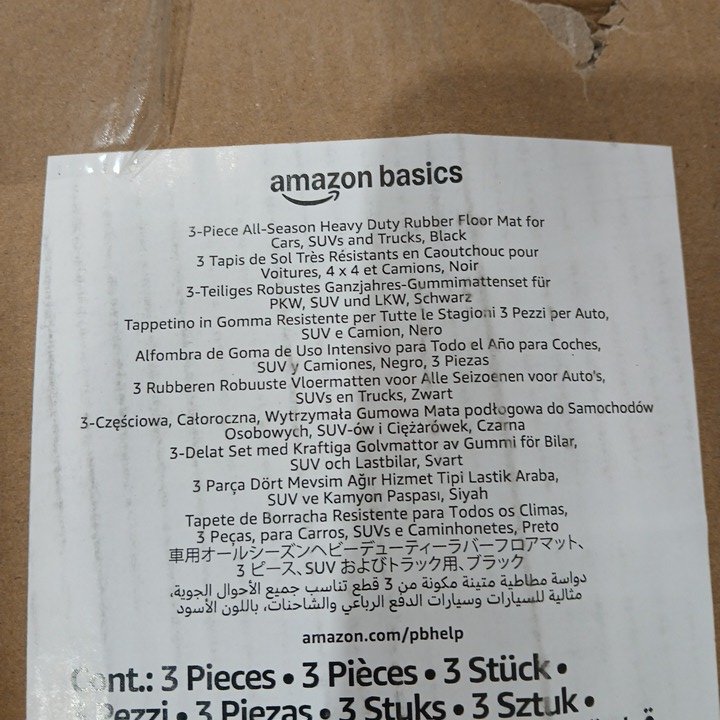 amazon basics
3-Piece All-Season Heavy Duty Rubber Floor Mat for
Cars, SUVs and Trucks, Black
3 Tapis de Sol Très Résistants en Caoutchouc pour
Voitures, 4 x 4 et Camions, Noir
3-Teiliges Robustes Ganzjahres-Gummimattenset für
PKW, SUV und LKW, Schwarz
Tappetino in Gomma Resistente per Tutte le Stagioni 3 Pezzi per Auto,
SUV e Camion, Nero
Alfombra de Goma de Uso Intensivo para Todo el Año para Coches,
SUV y Camiones, Negro, 3 Piezas
3 Rubberen Robuuste Vloermatten voor Alle Seizoenen voor Auto's,
SUVs en Trucks, Zwart
3-Częściowa, Całoroczna, Wytrzymała Gumowa Mata podłogowa do Samochodów
Osobowych, SUV-ów i Ciężarówek, Czarna
3-Delat Set med Kraftiga Golvmattor av Gummi för Bilar,
SUV och Lastbilar, Svart
3 Parça Dört Mevsim Ağır Hizmet Tipi Lastik Araba,
SUV ve Kamyon Paspası, Siyah
Tapete de Borracha Resistente para Todos os Climas,
3 Peças, para Carros, SUVs e Caminhonetes, Preto
車用オールシーズンヘビーデューティーラバーフロアマット、
3 ピース、SUV およびトラック用、ブラック
دواسة مطاطية متينة مكونة من 3 قطع تناسب جميع الأحوال الجوية،
مثالية للسيارات وسيارات الدفع الرباعي والشاحنات، باللون الأسود
amazon.com/pbhelp
Cont.: 3 Pieces • 3 Pièces • 3 Stück •
3 Pezzi • 3 Piezas • 3 Stuks • 3 Sztuk •